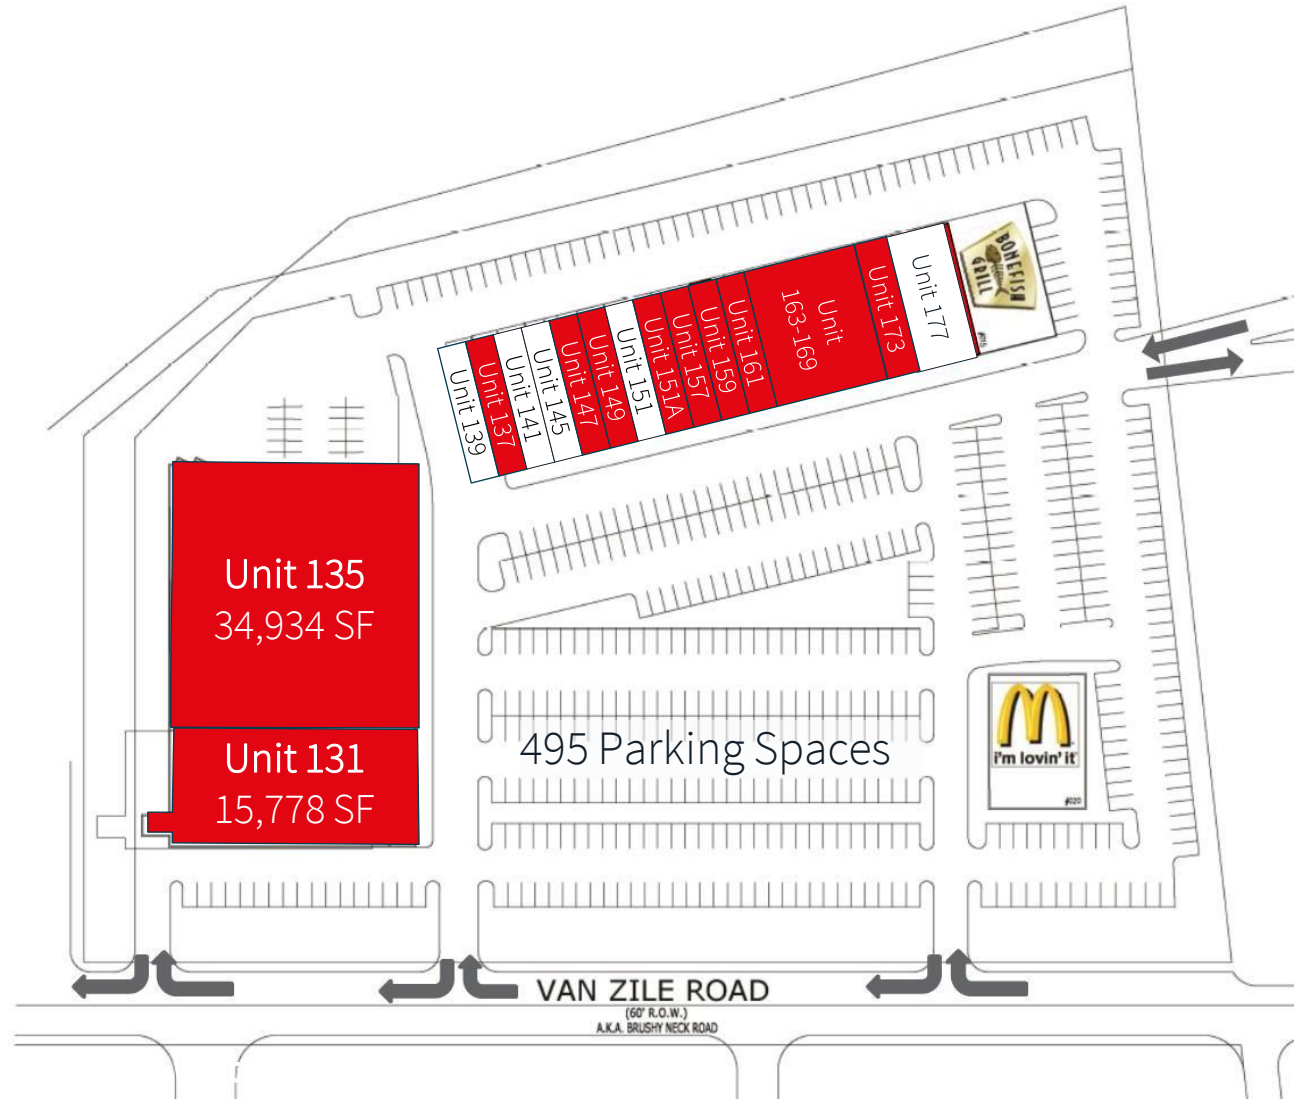 BONEFISH
GRILL
Unit 139
Unit 137
Unit 141
Unit 145
Unit 147
Unit 149
Unit 151
Unit 151A
Unit 157
Unit 159
Unit 161
Unit
163-169
Unit 173
Unit 177
Unit 135
34,934 SF
Unit 131
15,778 SF
495 Parking Spaces
i'm lovin' it
#020
VAN ZILE ROAD
(60' R.O.W.)
A.K.A. BRUSHY NECK ROAD